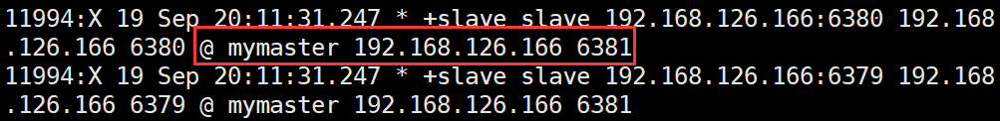 11994:X 19 Sep 20:11:31.247 * +slave slave 192.168.126.166:6380 192.168
.126.166 6380 @ mymaster 192.168.126.166 6381
11994:X 19 Sep 20:11:31.247 * +slave slave 192.168.126.166:6379 192.168
.126.166 6379 @ mymaster 192.168.126.166 6381